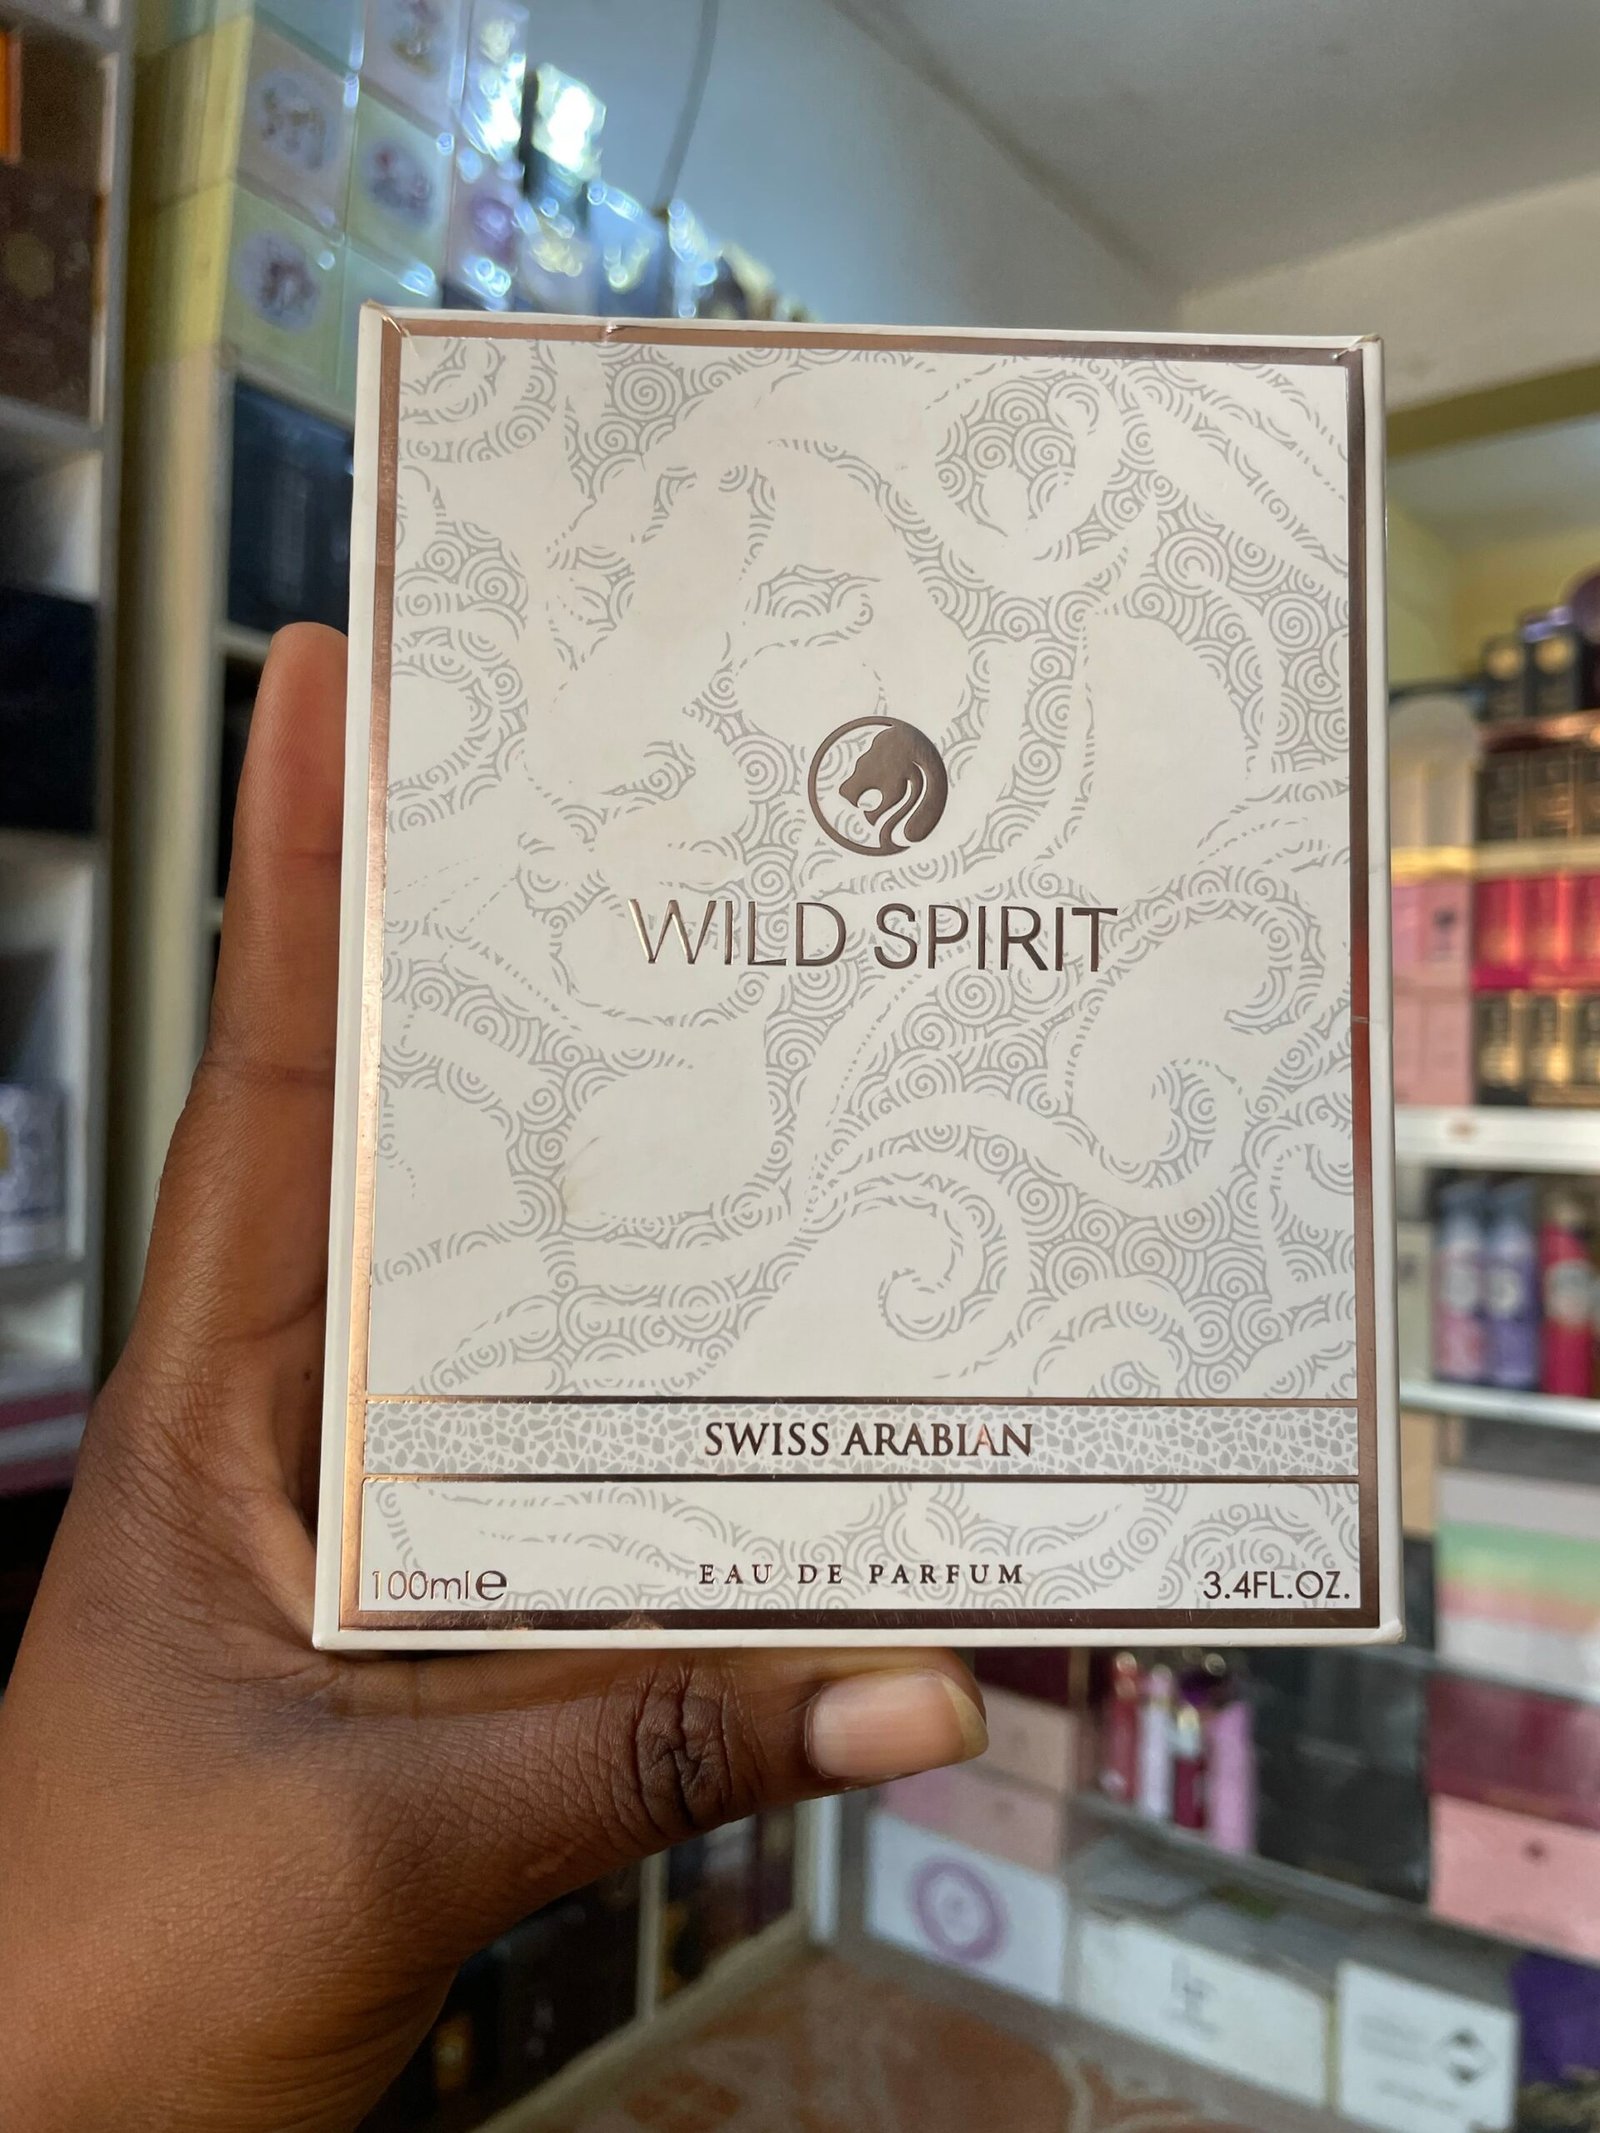 WILD SPIRIT
SWISS ARABIAN
100ml e
EAU DE PARFUM
3.4FL.OZ.